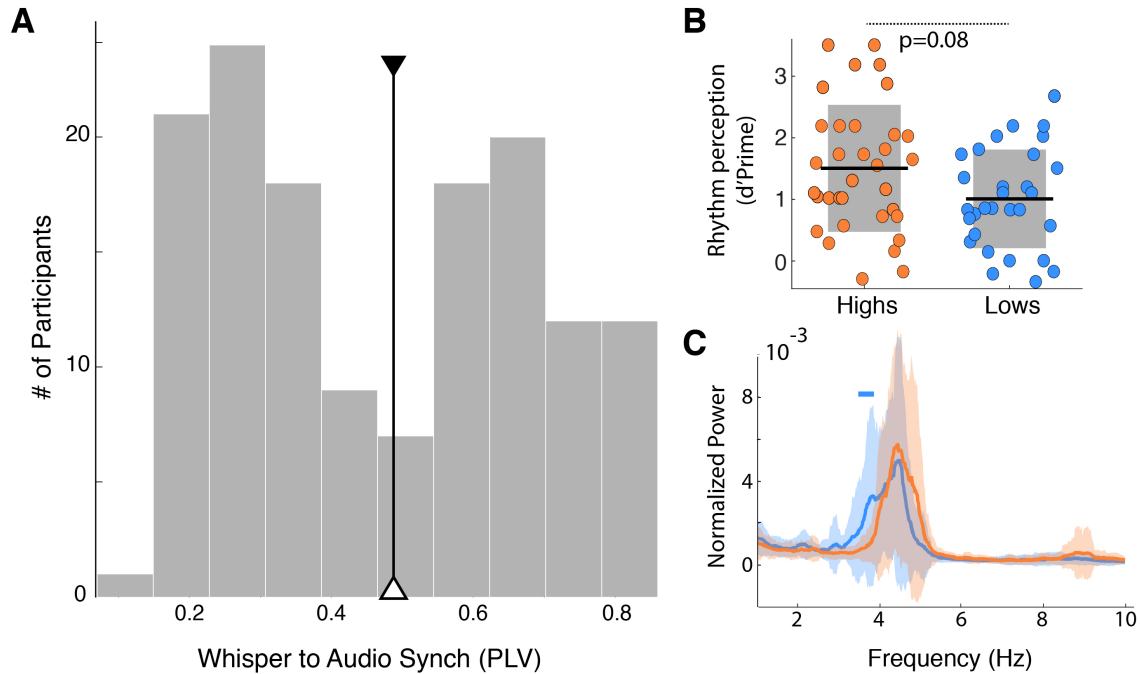 A
# of Participants
20
10
0
0.2
0.4
0.6
0.8
Whisper to Audio Synch (PLV)
B
p=0.08
Rhythm perception
(d'Prime)
3
2
1
0
Highs
Lows
C
10-3
Normalized Power
8
4
0
2
4
6
8
10
Frequency (Hz)